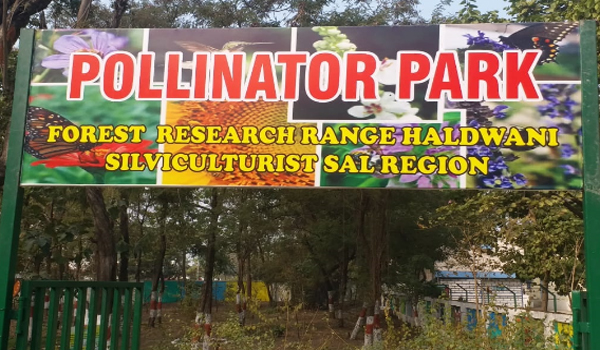 POLLINATOR PARK
FOREST RESEARCH RANGE HALDWANI
SILVICULTURIST SAL REGION